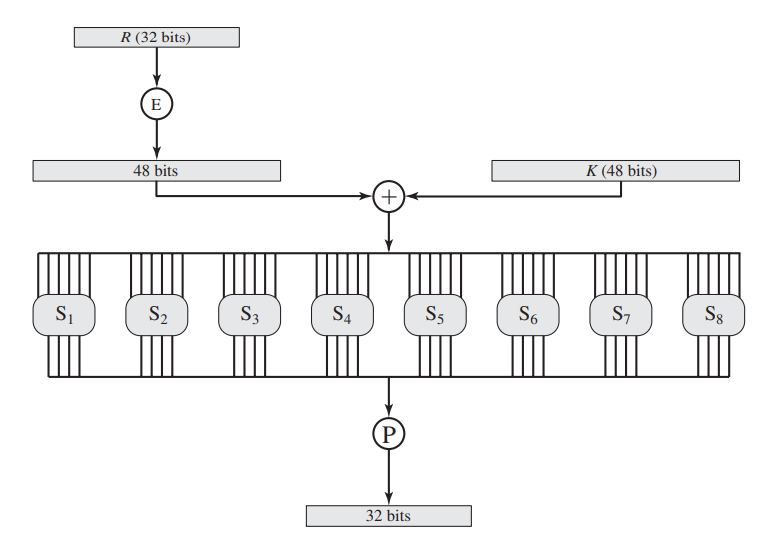 R (32 bits)
E
48 bits
K (48 bits)
+
S1 S2 S3 S4 S5 S6 S7 S8
P
32 bits